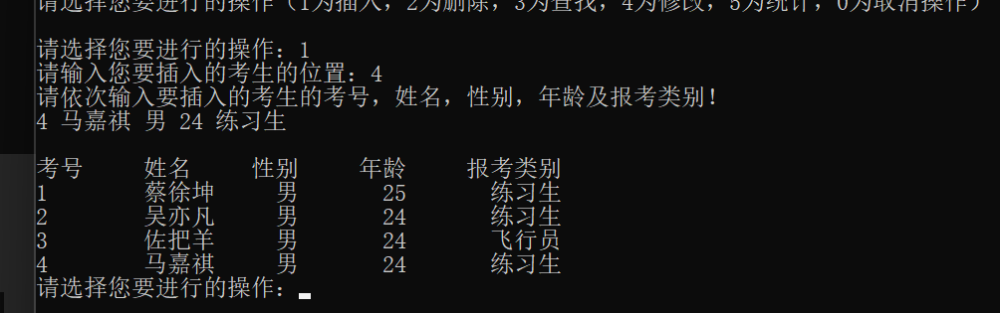 请选择您要进行的操作（1为插入，2为删除，3为查找，4为修改，5为统计，0为取消操作）
请选择您要进行的操作：1
请输入您要插入的考生的位置：4
请依次输入要插入的考生的考号，姓名，性别，年龄及报考类别！
4 马嘉祺 男 24 练习生
考号 姓名 性别 年龄 报考类别
1 蔡徐坤 男 25 练习生
2 吴亦凡 男 24 练习生
3 佐把羊 男 24 飞行员
4 马嘉祺 男 24 练习生
请选择您要进行的操作：